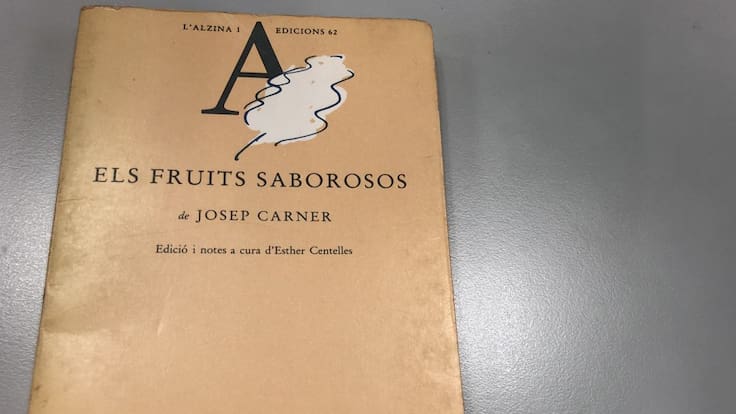 L'ALZINA 1 EDICIONS 62
A
ELS FRUITS SABOROSOS
de JOSEP CARNER
Edició i notes a cura d'Esther Centelles